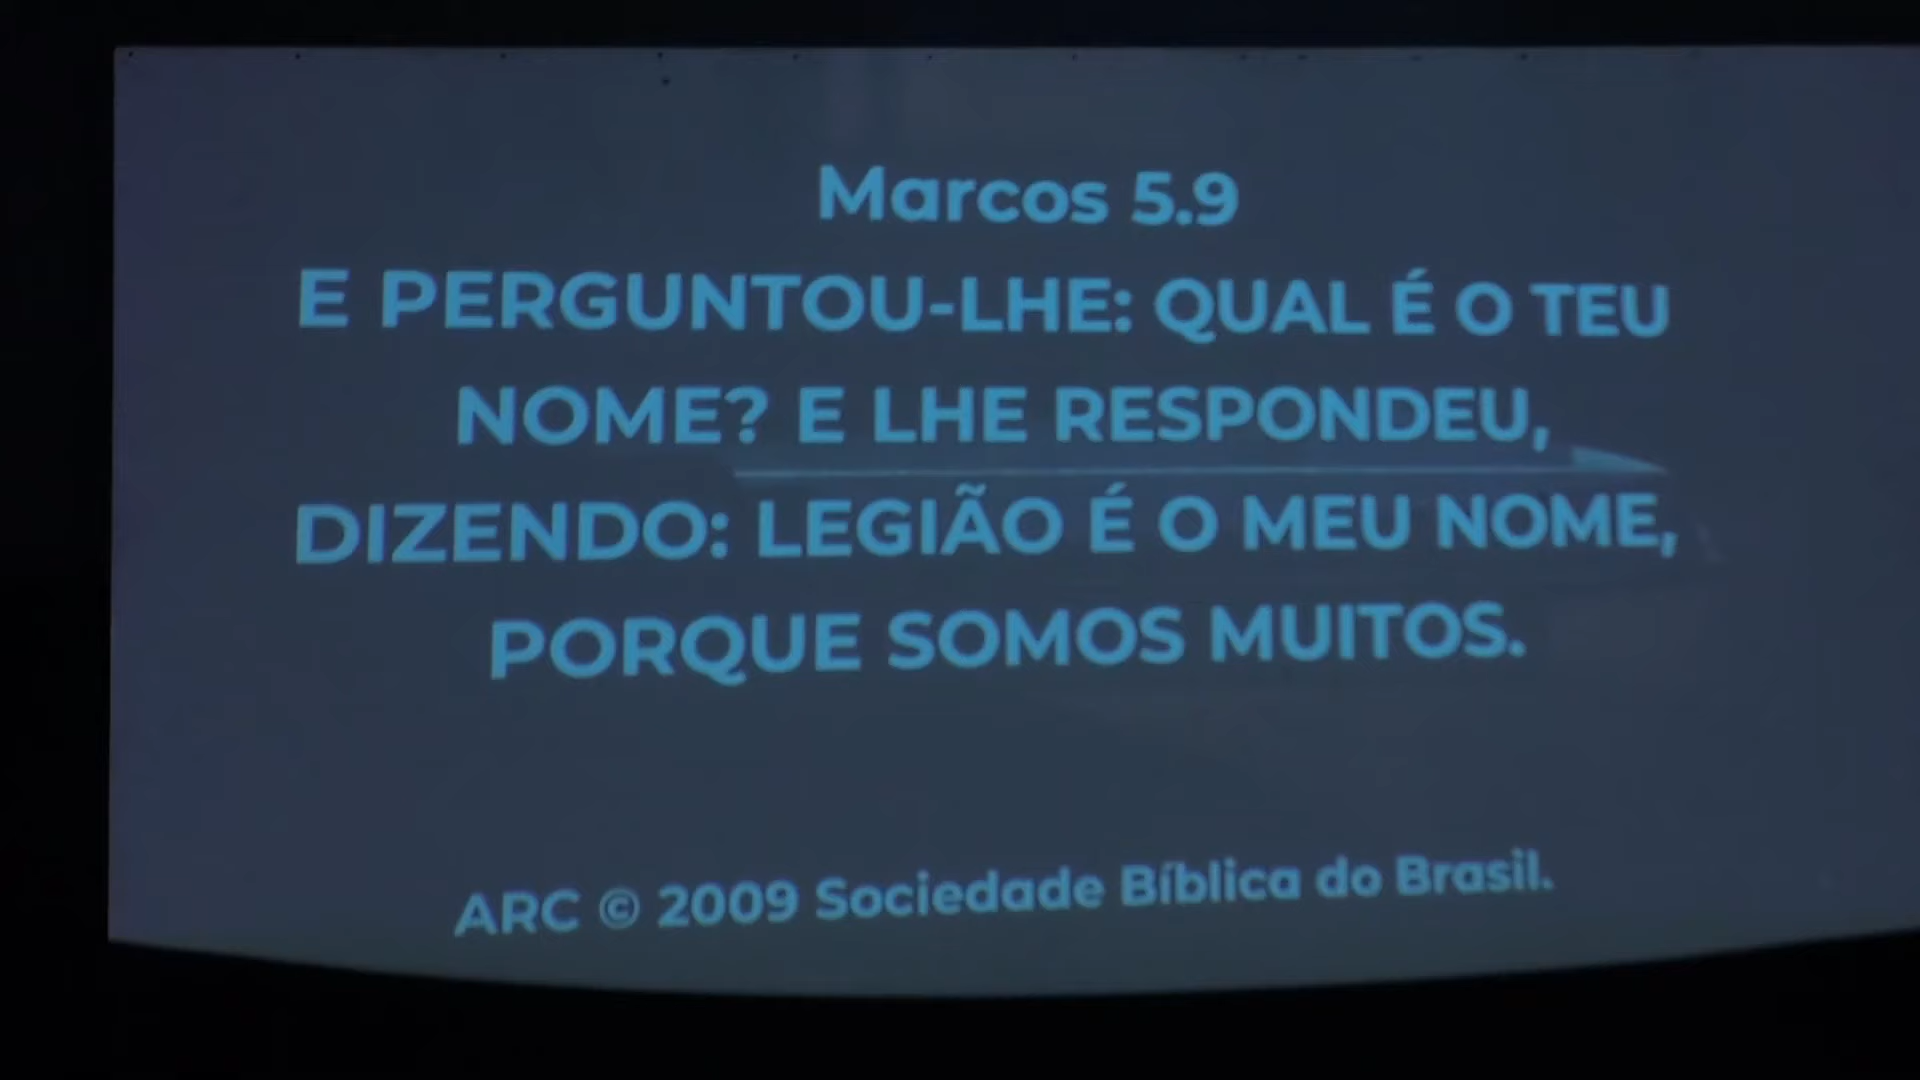 Marcos 5.9
E PERGUNTOU-LHE: QUAL É O TEU
NOME? E LHE RESPONDEU,
DIZENDO: LEGIÃO É O MEU NOME,
PORQUE SOMOS MUITOS.
ARC © 2009 Sociedade Bíblica do Brasil.